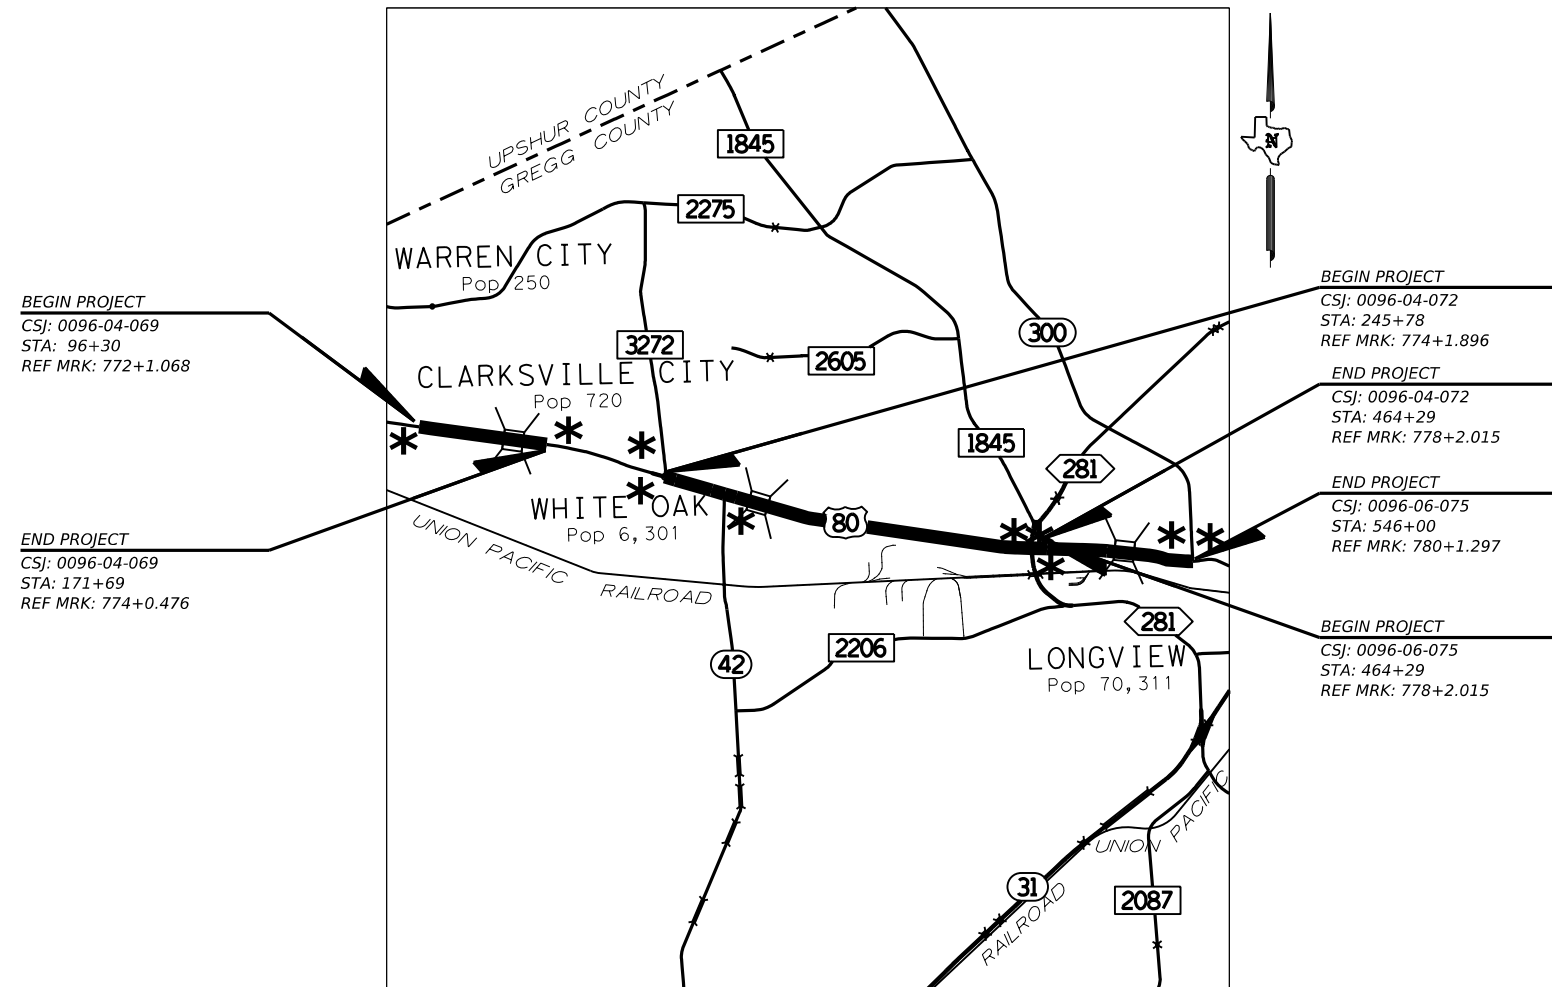 UPSHUR COUNTY
GREGG COUNTY
1845
N
2275
WARREN CITY
Pop 250
BEGIN PROJECT
CSJ: 0096-04-069
STA: 96+30
REF MRK: 772+1.068
BEGIN PROJECT
CSJ: 0096-04-072
STA: 245+78
REF MRK: 774+1.896
3272
300
2605
CLARKSVILLE CITY
Pop 720
END PROJECT
CSJ: 0096-04-072
STA: 464+29
REF MRK: 778+2.015
1845
281
END PROJECT
CSJ: 0096-06-075
STA: 546+00
REF MRK: 780+1.297
WHITE OAK
Pop 6,301
80
UNION PACIFIC RAILROAD
END PROJECT
CSJ: 0096-04-069
STA: 171+69
REF MRK: 774+0.476
281
BEGIN PROJECT
CSJ: 0096-06-075
STA: 464+29
REF MRK: 778+2.015
2206
42
LONGVIEW
Pop 70,311
UNION PACIFIC
RAILROAD
31
2087